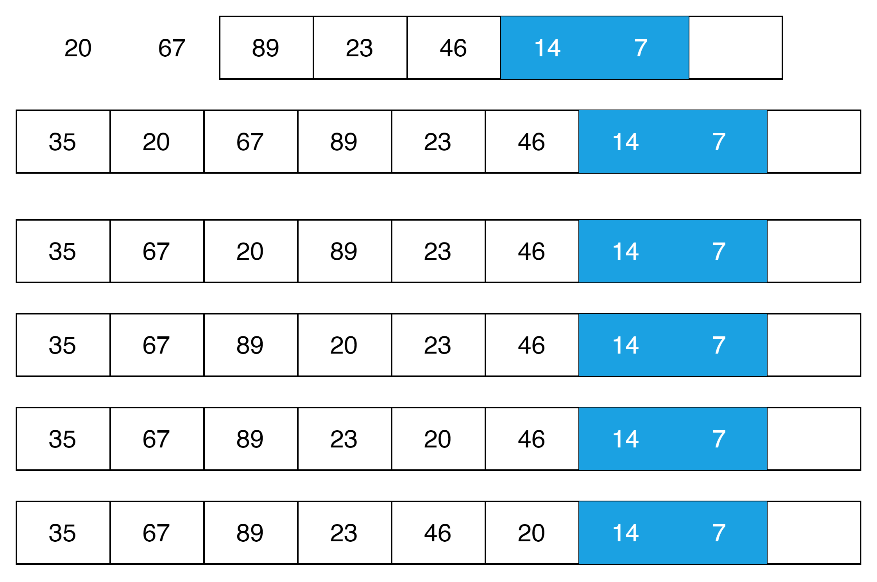 20 67 89 23 46 14 7
35 20 67 89 23 46 14 7
35 67 20 89 23 46 14 7
35 67 89 20 23 46 14 7
35 67 89 23 20 46 14 7
35 67 89 23 46 20 14 7